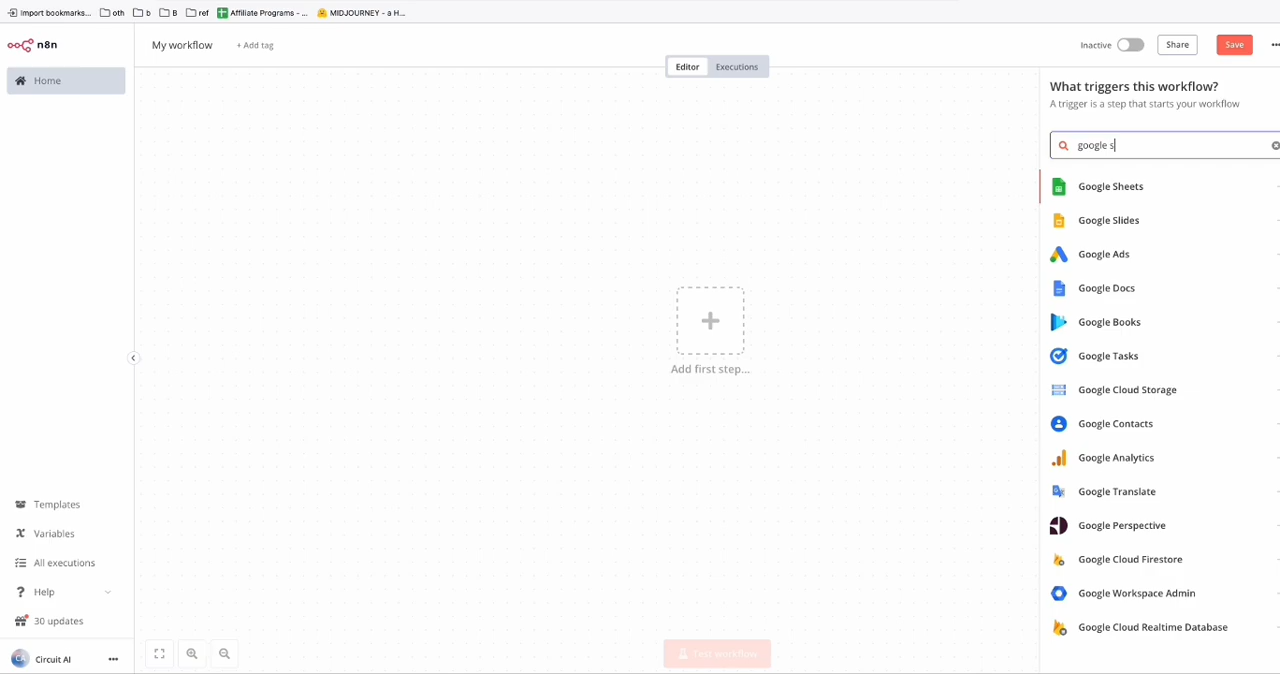 Import bookmarks... oth b B ref Affiliate Programs - ... MIDJOURNEY - a H...
n8n
My workflow + Add tag
Inactive Share Save
Editor Executions
Home
What triggers this workflow?
A trigger is a step that starts your workflow
google s
Google Sheets
Google Slides
Google Ads
Google Docs
Google Books
Google Tasks
Google Cloud Storage
Google Contacts
Google Analytics
Google Translate
Google Perspective
Google Cloud Firestore
Google Workspace Admin
Google Cloud Realtime Database
Add first step...
Templates
Variables
All executions
Help
30 updates
CA Circuit AI
Test workflow